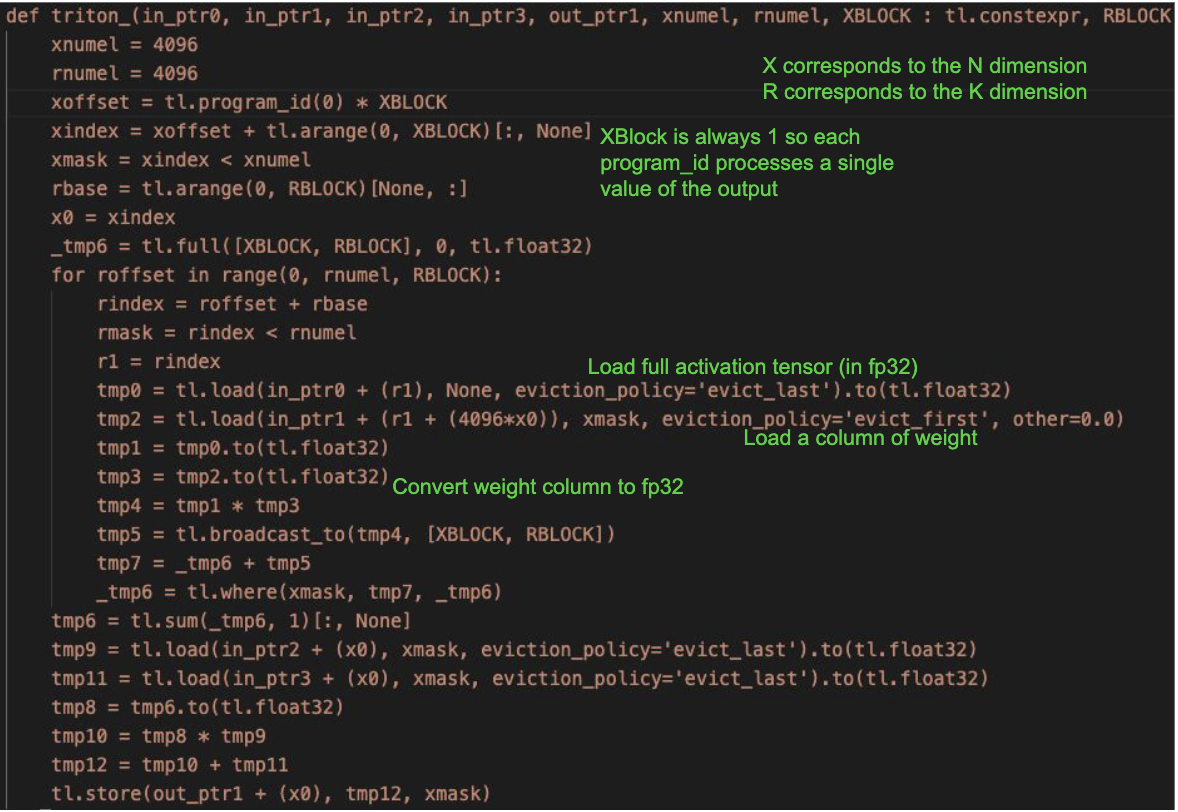 def triton_(in_ptr0, in_ptr1, in_ptr2, in_ptr3, out_ptr1, xnumel, rnumel, XBLOCK : tl.constexpr, RBLOCK
xnumel = 4096
rnumel = 4096
X corresponds to the N dimension
R corresponds to the K dimension
xoffset = tl.program_id(0) * XBLOCK
xindex = xoffset + tl.arange(0, XBLOCK)[:, None]
XBlock is always 1 so each
program_id processes a single
value of the output
xmask = xindex < xnumel
rbase = tl.arange(0, RBLOCK)[None, :]
x0 = xindex
_tmp6 = tl.full([XBLOCK, RBLOCK], 0, tl.float32)
for roffset in range(0, rnumel, RBLOCK):
rindex = roffset + rbase
rmask = rindex < rnumel
r1 = rindex
Load full activation tensor (in fp32)
tmp0 = tl.load(in_ptr0 + (r1), None, eviction_policy='evict_last').to(tl.float32)
tmp2 = tl.load(in_ptr1 + (r1 + (4096*x0)), xmask, eviction_policy='evict_first', other=0.0)
Load a column of weight
tmp1 = tmp0.to(tl.float32)
tmp3 = tmp2.to(tl.float32)
Convert weight column to fp32
tmp4 = tmp1 * tmp3
tmp5 = tl.broadcast_to(tmp4, [XBLOCK, RBLOCK])
tmp7 = _tmp6 + tmp5
_tmp6 = tl.where(xmask, tmp7, _tmp6)
tmp6 = tl.sum(_tmp6, 1)[:, None]
tmp9 = tl.load(in_ptr2 + (x0), xmask, eviction_policy='evict_last').to(tl.float32)
tmp11 = tl.load(in_ptr3 + (x0), xmask, eviction_policy='evict_last').to(tl.float32)
tmp8 = tmp6.to(tl.float32)
tmp10 = tmp8 * tmp9
tmp12 = tmp10 + tmp11
tl.store(out_ptr1 + (x0), tmp12, xmask)